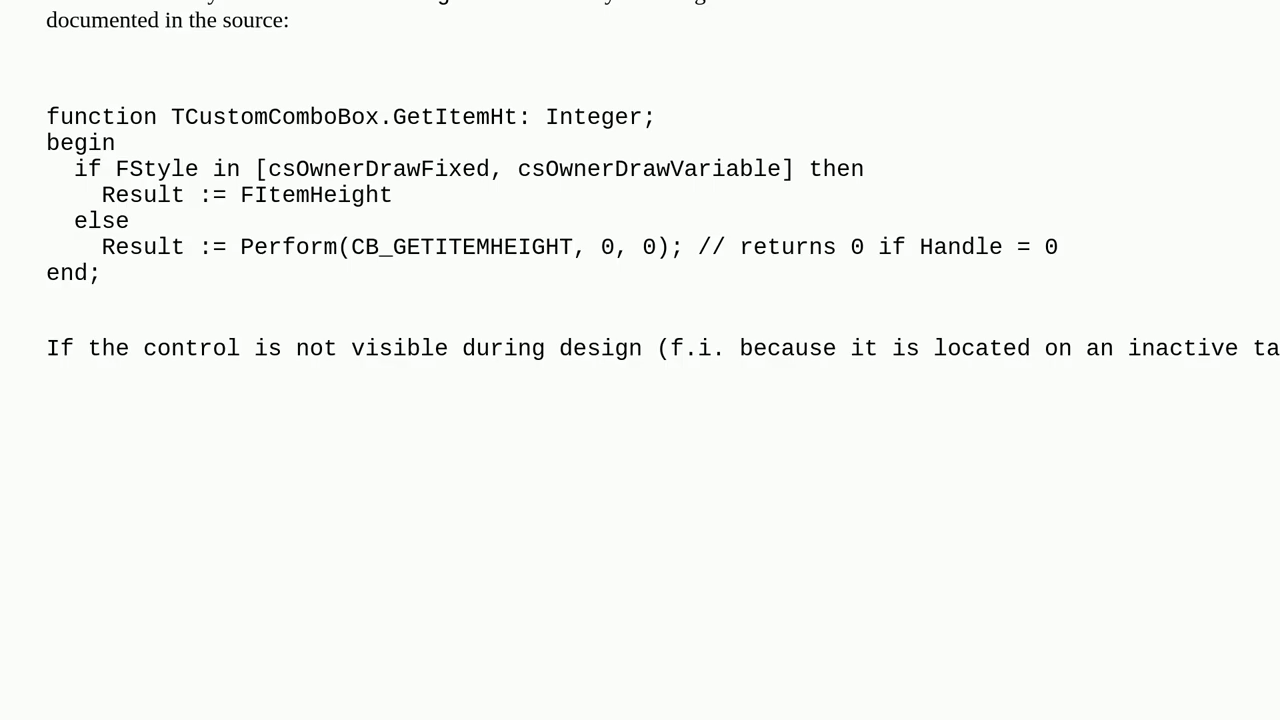 documented in the source:
function TCustomComboBox.GetItemHt: Integer;
begin
  if FStyle in [csOwnerDrawFixed, csOwnerDrawVariable] then
    Result := FItemHeight
  else
    Result := Perform(CB_GETITEMHEIGHT, 0, 0); // returns 0 if Handle = 0
end;
If the control is not visible during design (f.i. because it is located on an inactive